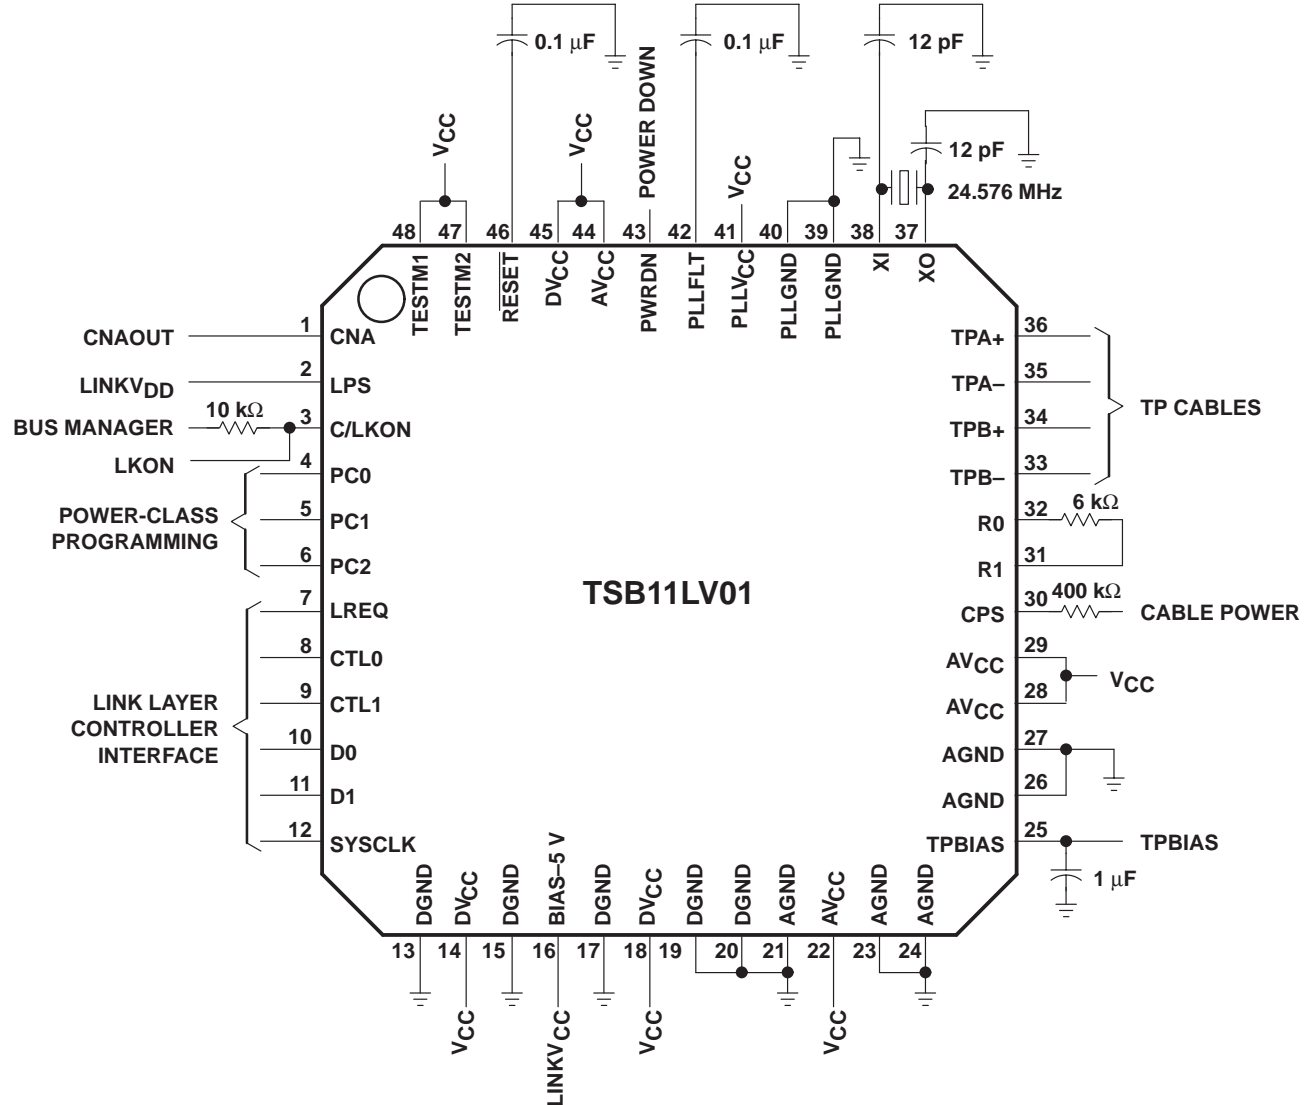 0.1 µF
0.1 µF
12 pF
12 pF
24.576 MHz
VCC
VCC
POWER DOWN
VCC
48
47
46
45
44
43
42
41
40
39
38
37
TESTM1
TESTM2
RESET
DVCC
AVCC
PWRDN
PLLFLT
PLLVCC
PLLGND
PLLGND
XI
XO
CNAOUT
1
CNA
LINKVDD
2
LPS
BUS MANAGER
10 kΩ
3
C/LKON
LKON
4
PC0
POWER-CLASS
PROGRAMMING
5
PC1
6
PC2
7
LREQ
8
CTL0
LINK LAYER
CONTROLLER
INTERFACE
9
CTL1
10
D0
11
D1
12
SYSCLK
TSB11LV01
TPA+
36
TPA–
35
TP CABLES
TPB+
34
TPB–
33
R0
32
6 kΩ
R1
31
CPS
30
400 kΩ
CABLE POWER
AVCC
29
VCC
AVCC
28
AGND
27
AGND
26
TPBIAS
25
TPBIAS
1 µF
DGND
DVCC
DGND
BIAS–5 V
DGND
DVCC
DGND
DGND
AGND
AVCC
AGND
AGND
13
14
15
16
17
18
19
20
21
22
23
24
VCC
LINKVCC
VCC
VCC